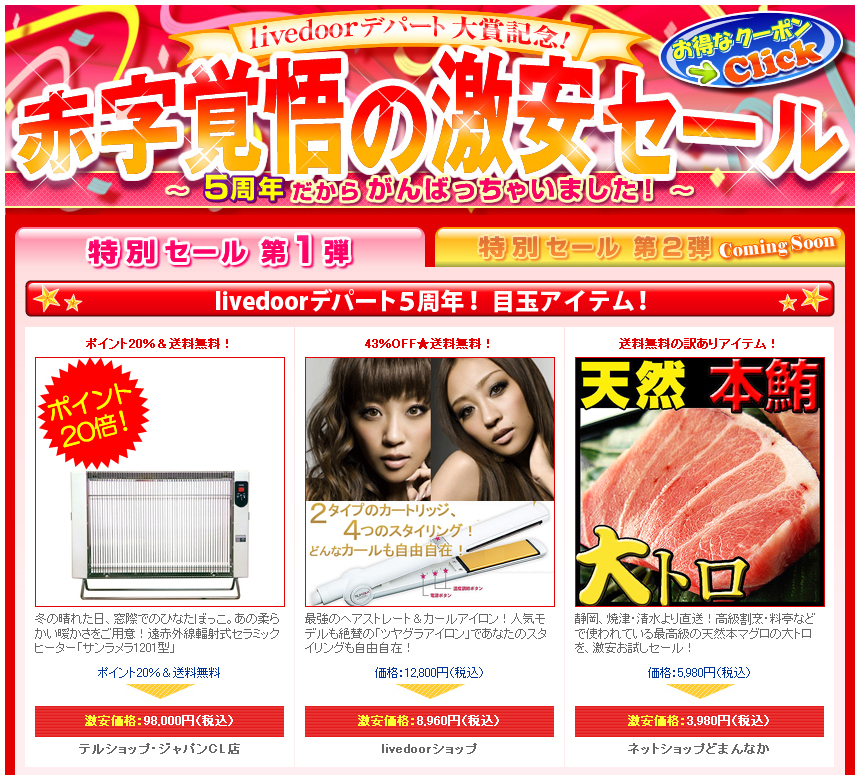 livedoorデパート 大賞記念!
お得なクーポン
Click
赤字覚悟の激安セール
～ 5周年だから がんばっちゃいました! ～
特別セール 第1弾
特別セール 第2弾 Coming Soon
livedoorデパート5周年! 目玉アイテム!
ポイント20%&送料無料!
ポイント
20倍!
冬の晴れた日、窓際でのひなたぼっこ。あの柔ら
かい暖かさをご用意!遠赤外線輻射式セラミック
ヒーター「サンラメラ1201型」
ポイント20%&送料無料
激安価格:98,000円(税込)
テルショップ・ジャパンCL店
43%OFF★送料無料!
2タイプのカートリッジ、
4つのスタイリング!
どんなカールも自由自在!
温度調節ボタン
電源ボタン
最強のヘアストレート&カールアイロン!人気モ
デルも絶賛の「ツヤグラアイロン」であなたのスタ
イリングも自由自在!
価格:12,800円(税込)
激安価格:8,960円(税込)
livedoorショップ
送料無料の訳ありアイテム!
天然 本鮪
大トロ
静岡、焼津・清水より直送!高級割烹・料亭など
で使われている最高級の天然本マグロの大トロ
を、激安お試しセール!
価格:5,980円(税込)
激安価格:3,980円(税込)
ネットショップどまんなか